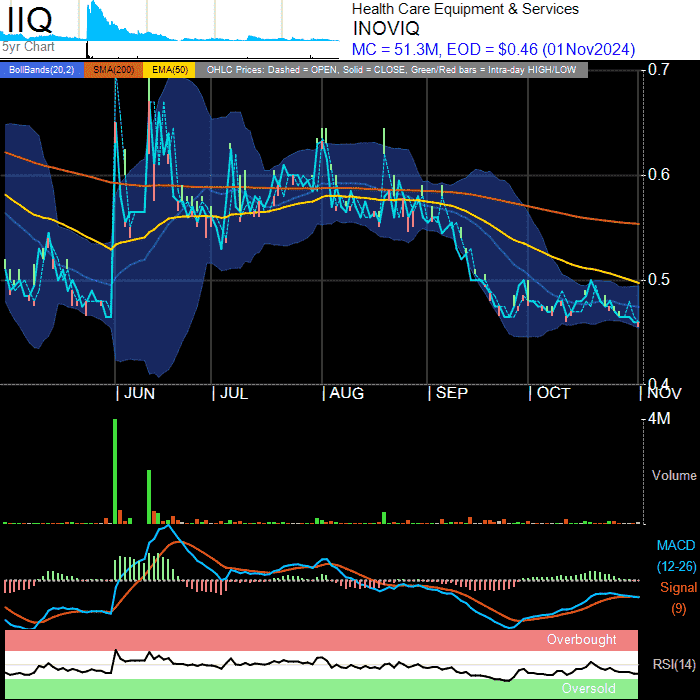 IIQ
5yr Chart
Health Care Equipment & Services
INOVIQ
MC = 51.3M, EOD = $0.46 (01Nov2024)
BollBands(20,2) SMA(200) EMA(50) OHLC Prices: Dashed = OPEN, Solid = CLOSE, Green/Red bars = Intra-day HIGH/LOW
0.7
0.6
0.5
0.4
| JUN | JUL | AUG | SEP | OCT | NOV
4M
Volume
MACD
(12-26)
Signal
(9)
Overbought
RSI(14)
Oversold